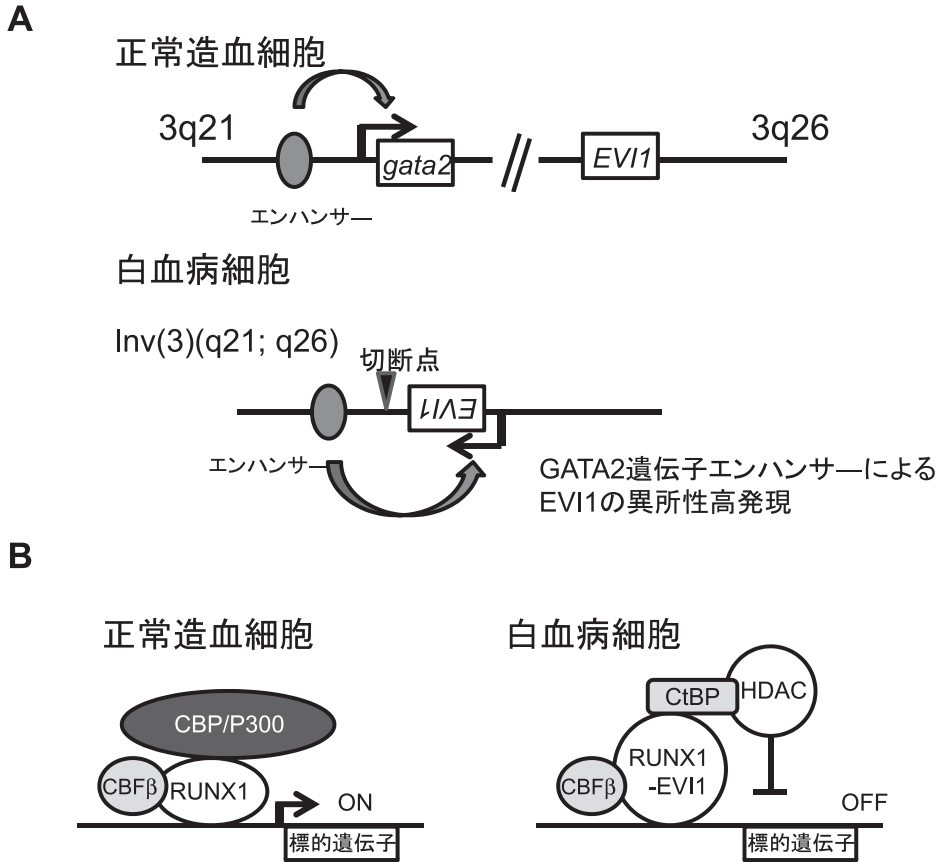 A
正常造血細胞
3q21
3q26
gata2
EVI1
エンハンサー
白血病細胞
Inv(3)(q21; q26)
切断点
EVI1
エンハンサー
GATA2遺伝子エンハンサーによる
EVI1の異所性高発現
B
正常造血細胞
白血病細胞
CBP/P300
CBFβ
RUNX1
ON
標的遺伝子
CtBP
HDAC
RUNX1
-EVI1
CBFβ
OFF
標的遺伝子